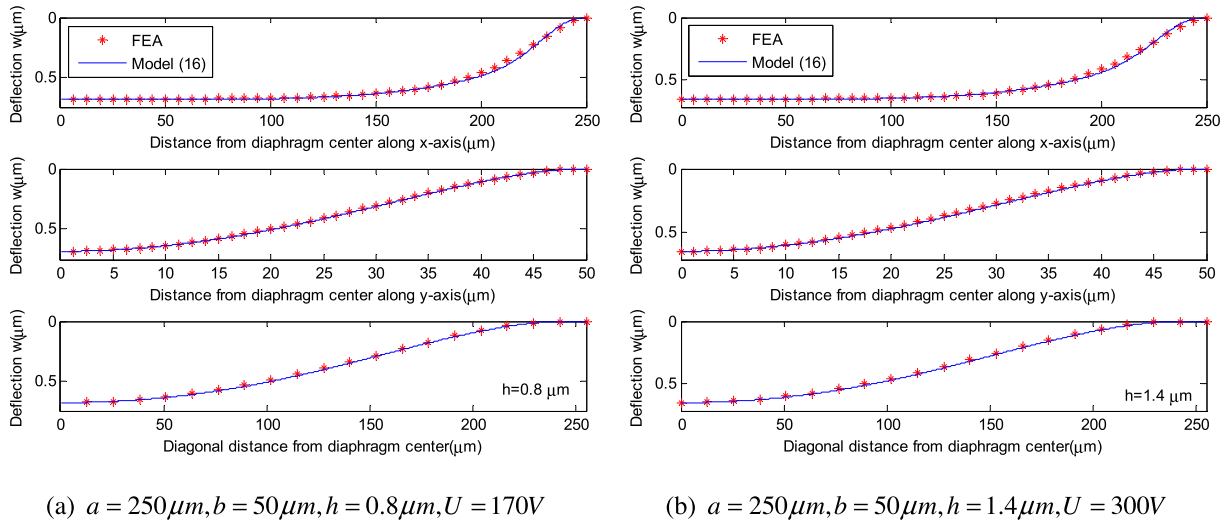 Deflection w(μm)
0
0.5
FEA
Model (16)
0 50 100 150 200 250
Distance from diaphragm center along x-axis(μm)
Deflection w(μm)
0
0.5
0 5 5 10 15 20 25 30 35 40 45 50
Distance from diaphragm center along y-axis(μm)
Deflection w(μm)
0
0.5
h=0.8 μm
0 50 100 150 200 250
Diagonal distance from diaphragm center(μm)
(a) a = 250μm, b = 50μm, h = 0.8μm, U = 170V
Deflection w(μm)
0
0.5
FEA
Model (16)
0 50 100 150 200 250
Distance from diaphragm center along x-axis(μm)
Deflection w(μm)
0
0.5
0 5 10 15 20 25 30 35 40 45 50
Distance from diaphragm center along y-axis(μm)
Deflection w(μm)
0
0.5
h=1.4 μm
0 50 100 150 200 250
Diagonal distance from diaphragm center(μm)
(b) a = 250μm, b = 50μm, h = 1.4μm, U = 300V